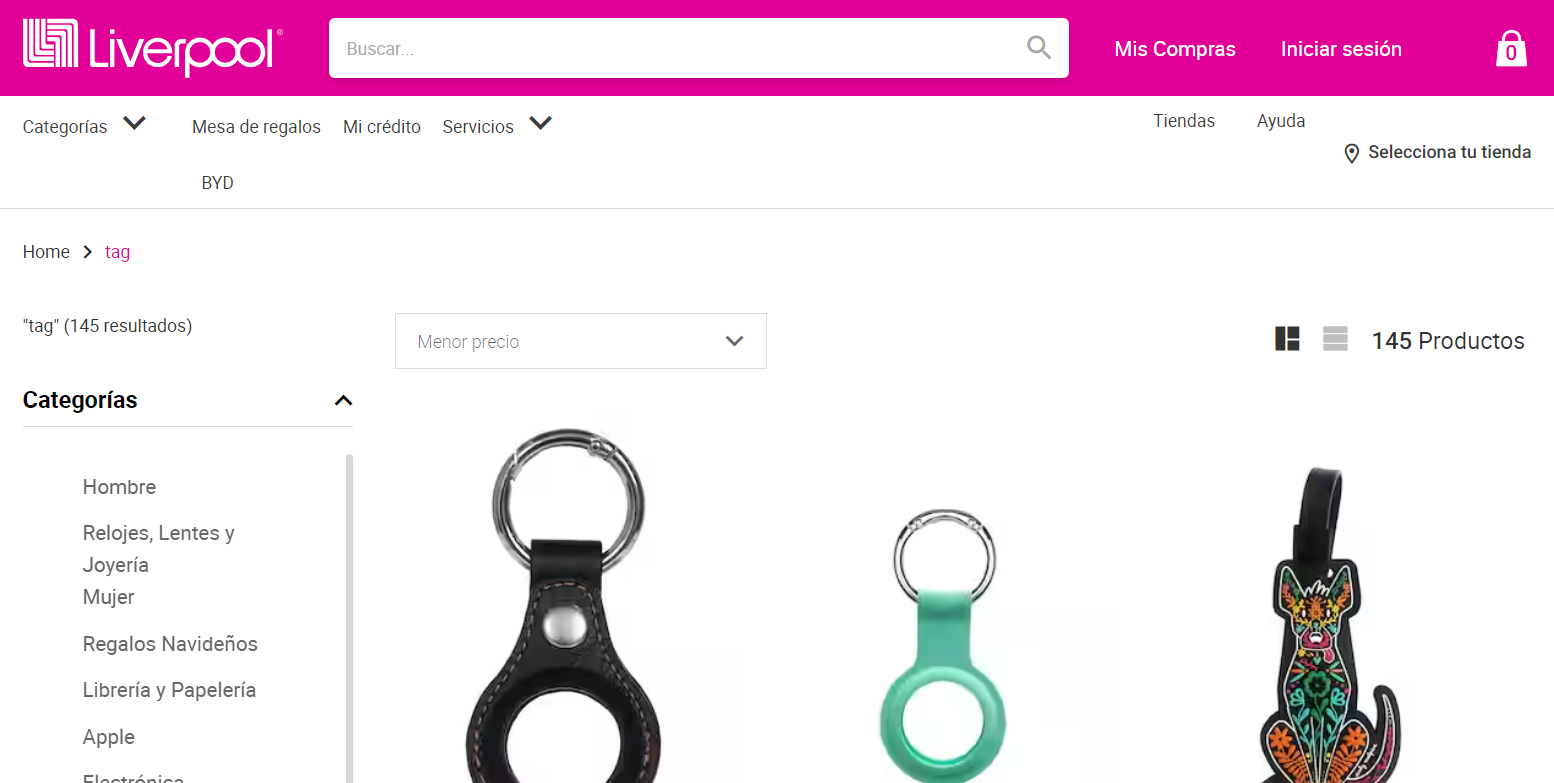 Liverpool®
Buscar...
Mis Compras
Iniciar sesión
0
Categorías
Mesa de regalos
Mi crédito
Servicios
Tiendas
Ayuda
Selecciona tu tienda
BYD
Home
tag
"tag" (145 resultados)
Menor precio
145 Productos
Categorías
Hombre
Relojes, Lentes y
Joyería
Mujer
Regalos Navideños
Librería y Papelería
Apple
Electrónica